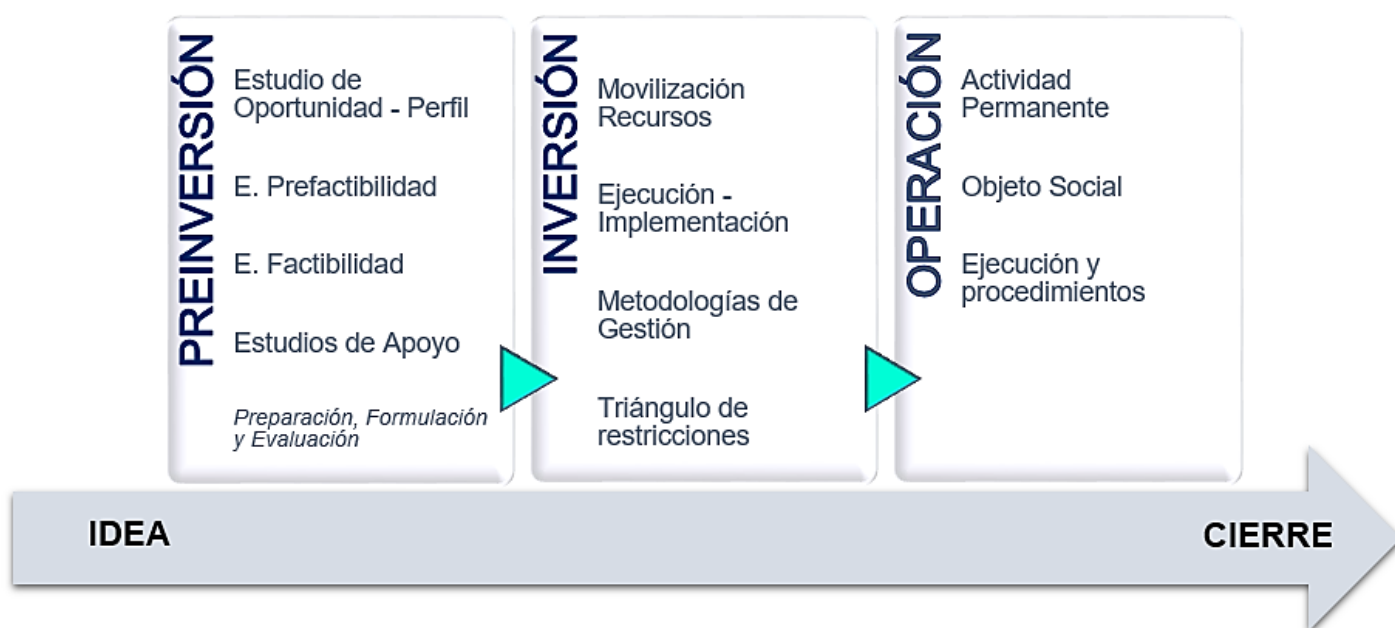 PREINVERSIÓN
Estudio de
Oportunidad - Perfil
E. Prefactibilidad
E. Factibilidad
Estudios de Apoyo
Preparación, Formulación
y Evaluación
INVERSIÓN
Movilización
Recursos
Ejecución -
Implementación
Metodologías de
Gestión
Triángulo de
restricciones
OPERACIÓN
Actividad
Permanente
Objeto Social
Ejecución y
procedimientos
IDEA
CIERRE